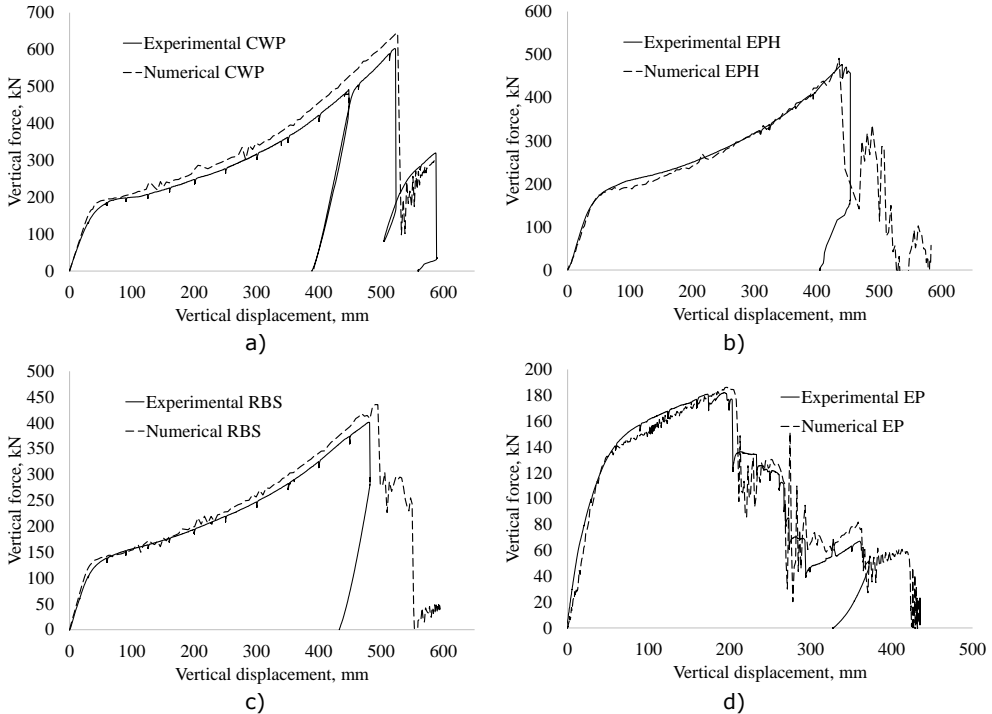 700
600
500
400
300
200
100
0
Vertical force, kN
Experimental CWP
Numerical CWP
0 100 200 300 400 500 600
Vertical displacement, mm
a)
600
500
400
300
200
100
0
Vertical force, kN
Experimental EPH
Numerical EPH
0 100 200 300 400 500 600
Vertical displacement, mm
b)
500
450
400
350
300
250
200
150
100
50
0
Vertical force, kN
Experimental RBS
Numerical RBS
0 100 200 300 400 500 600
Vertical displacement, mm
c)
200
180
160
140
120
100
80
60
40
20
0
Vertical force, kN
Experimental EP
Numerical EP
0 100 200 300 400 500
Vertical displacement, mm
d)